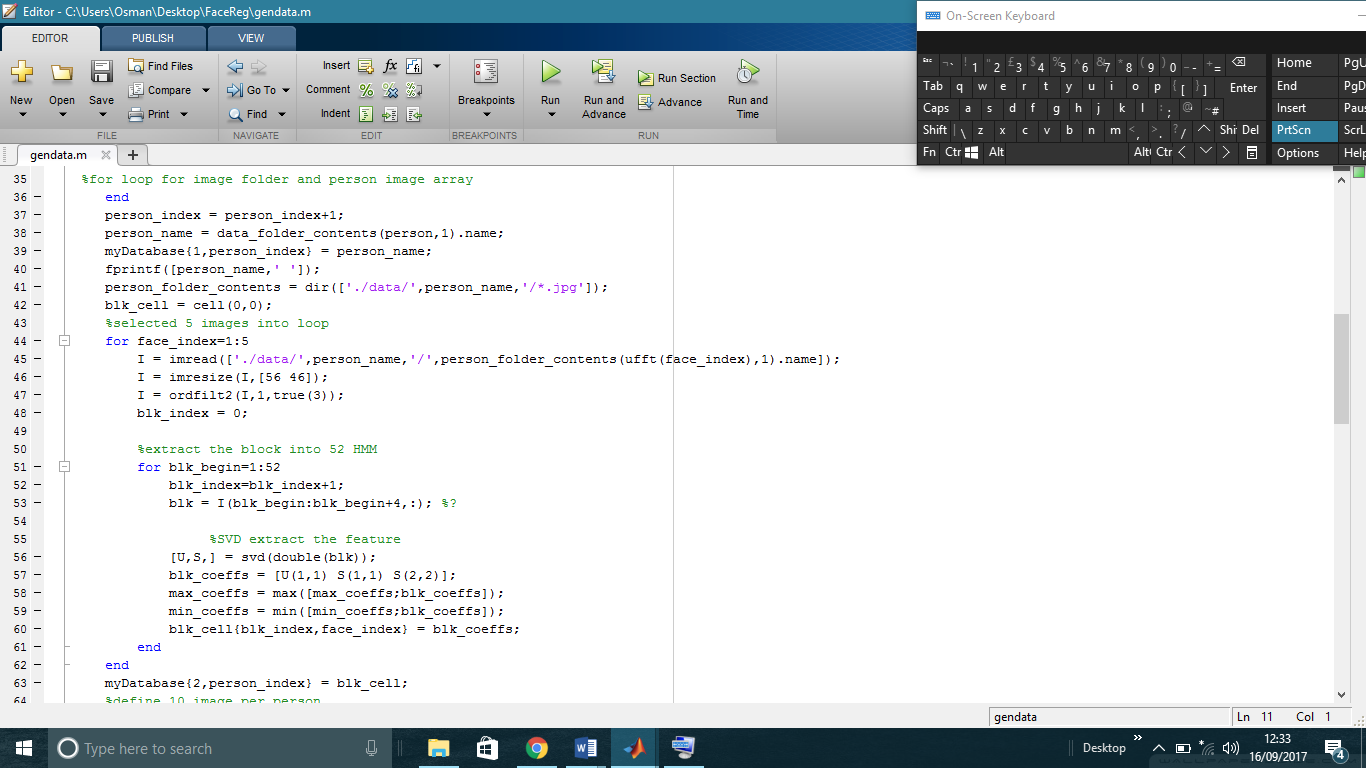 Editor - C:\Users\Osman\Desktop\FaceReg\gendata.m
On-Screen Keyboard
EDITOR PUBLISH VIEW
New Open Save Find Files Compare Print
Go To Find
Insert fx Comment Indent
Breakpoints
Run Run and Advance Run Section Advance Run and Time
FILE NAVIGATE EDIT BREAKPOINTS RUN
Esc ¬ ` ! 1 " 2 £ 3 $ 4 % 5 ^ 6 & 7 * 8 ( 9 ) 0 _ - + = Home PgU
Tab q w e r t y u i o p { [ } ] Enter End PgD
Caps a s d f g h j k l : ; @ ' ~ # Insert Pau
Shift | \ z x c v b n m < , > . ? / Shi Del PrtScn ScrL
Fn Ctr Alt Alt Ctr Options Help
gendata.m
35 %for loop for image folder and person image array
36 end
37 person_index = person_index+1;
38 person_name = data_folder_contents(person,1).name;
39 myDatabase{1,person_index} = person_name;
40 fprintf([person_name,' ']);
41 person_folder_contents = dir(['./data/',person_name,'/*.jpg']);
42 blk_cell = cell(0,0);
43 %selected 5 images into loop
44 for face_index=1:5
45 I = imread(['./data/',person_name,'/',person_folder_contents(ufft(face_index),1).name]);
46 I = imresize(I,[56 46]);
47 I = ordfilt2(I,1,true(3));
48 blk_index = 0;
49
50 %extract the block into 52 HMM
51 for blk_begin=1:52
52 blk_index=blk_index+1;
53 blk = I(blk_begin:blk_begin+4,:); %?
54
55 %SVD extract the feature
56 [U,S,] = svd(double(blk));
57 blk_coeffs = [U(1,1) S(1,1) S(2,2)];
58 max_coeffs = max([max_coeffs;blk_coeffs]);
59 min_coeffs = min([min_coeffs;blk_coeffs]);
60 blk_cell{blk_index,face_index} = blk_coeffs;
61 end
62 end
63 myDatabase{2,person_index} = blk_cell;
64 %define 10 image per person
gendata Ln 11 Col 1
Type here to search
Desktop
12:33
16/09/2017
4